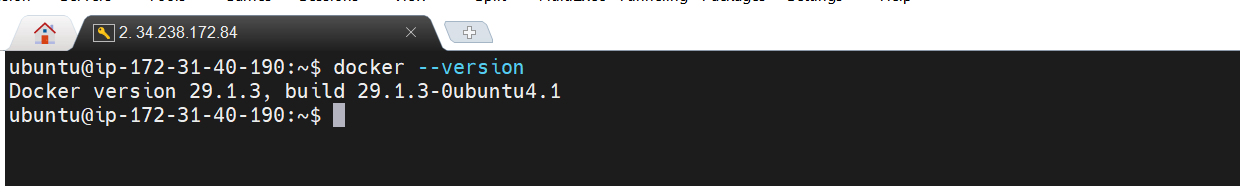 2. 34.238.172.84
ubuntu@ip-172-31-40-190:~$ docker --version
Docker version 29.1.3, build 29.1.3-0ubuntu4.1
ubuntu@ip-172-31-40-190:~$